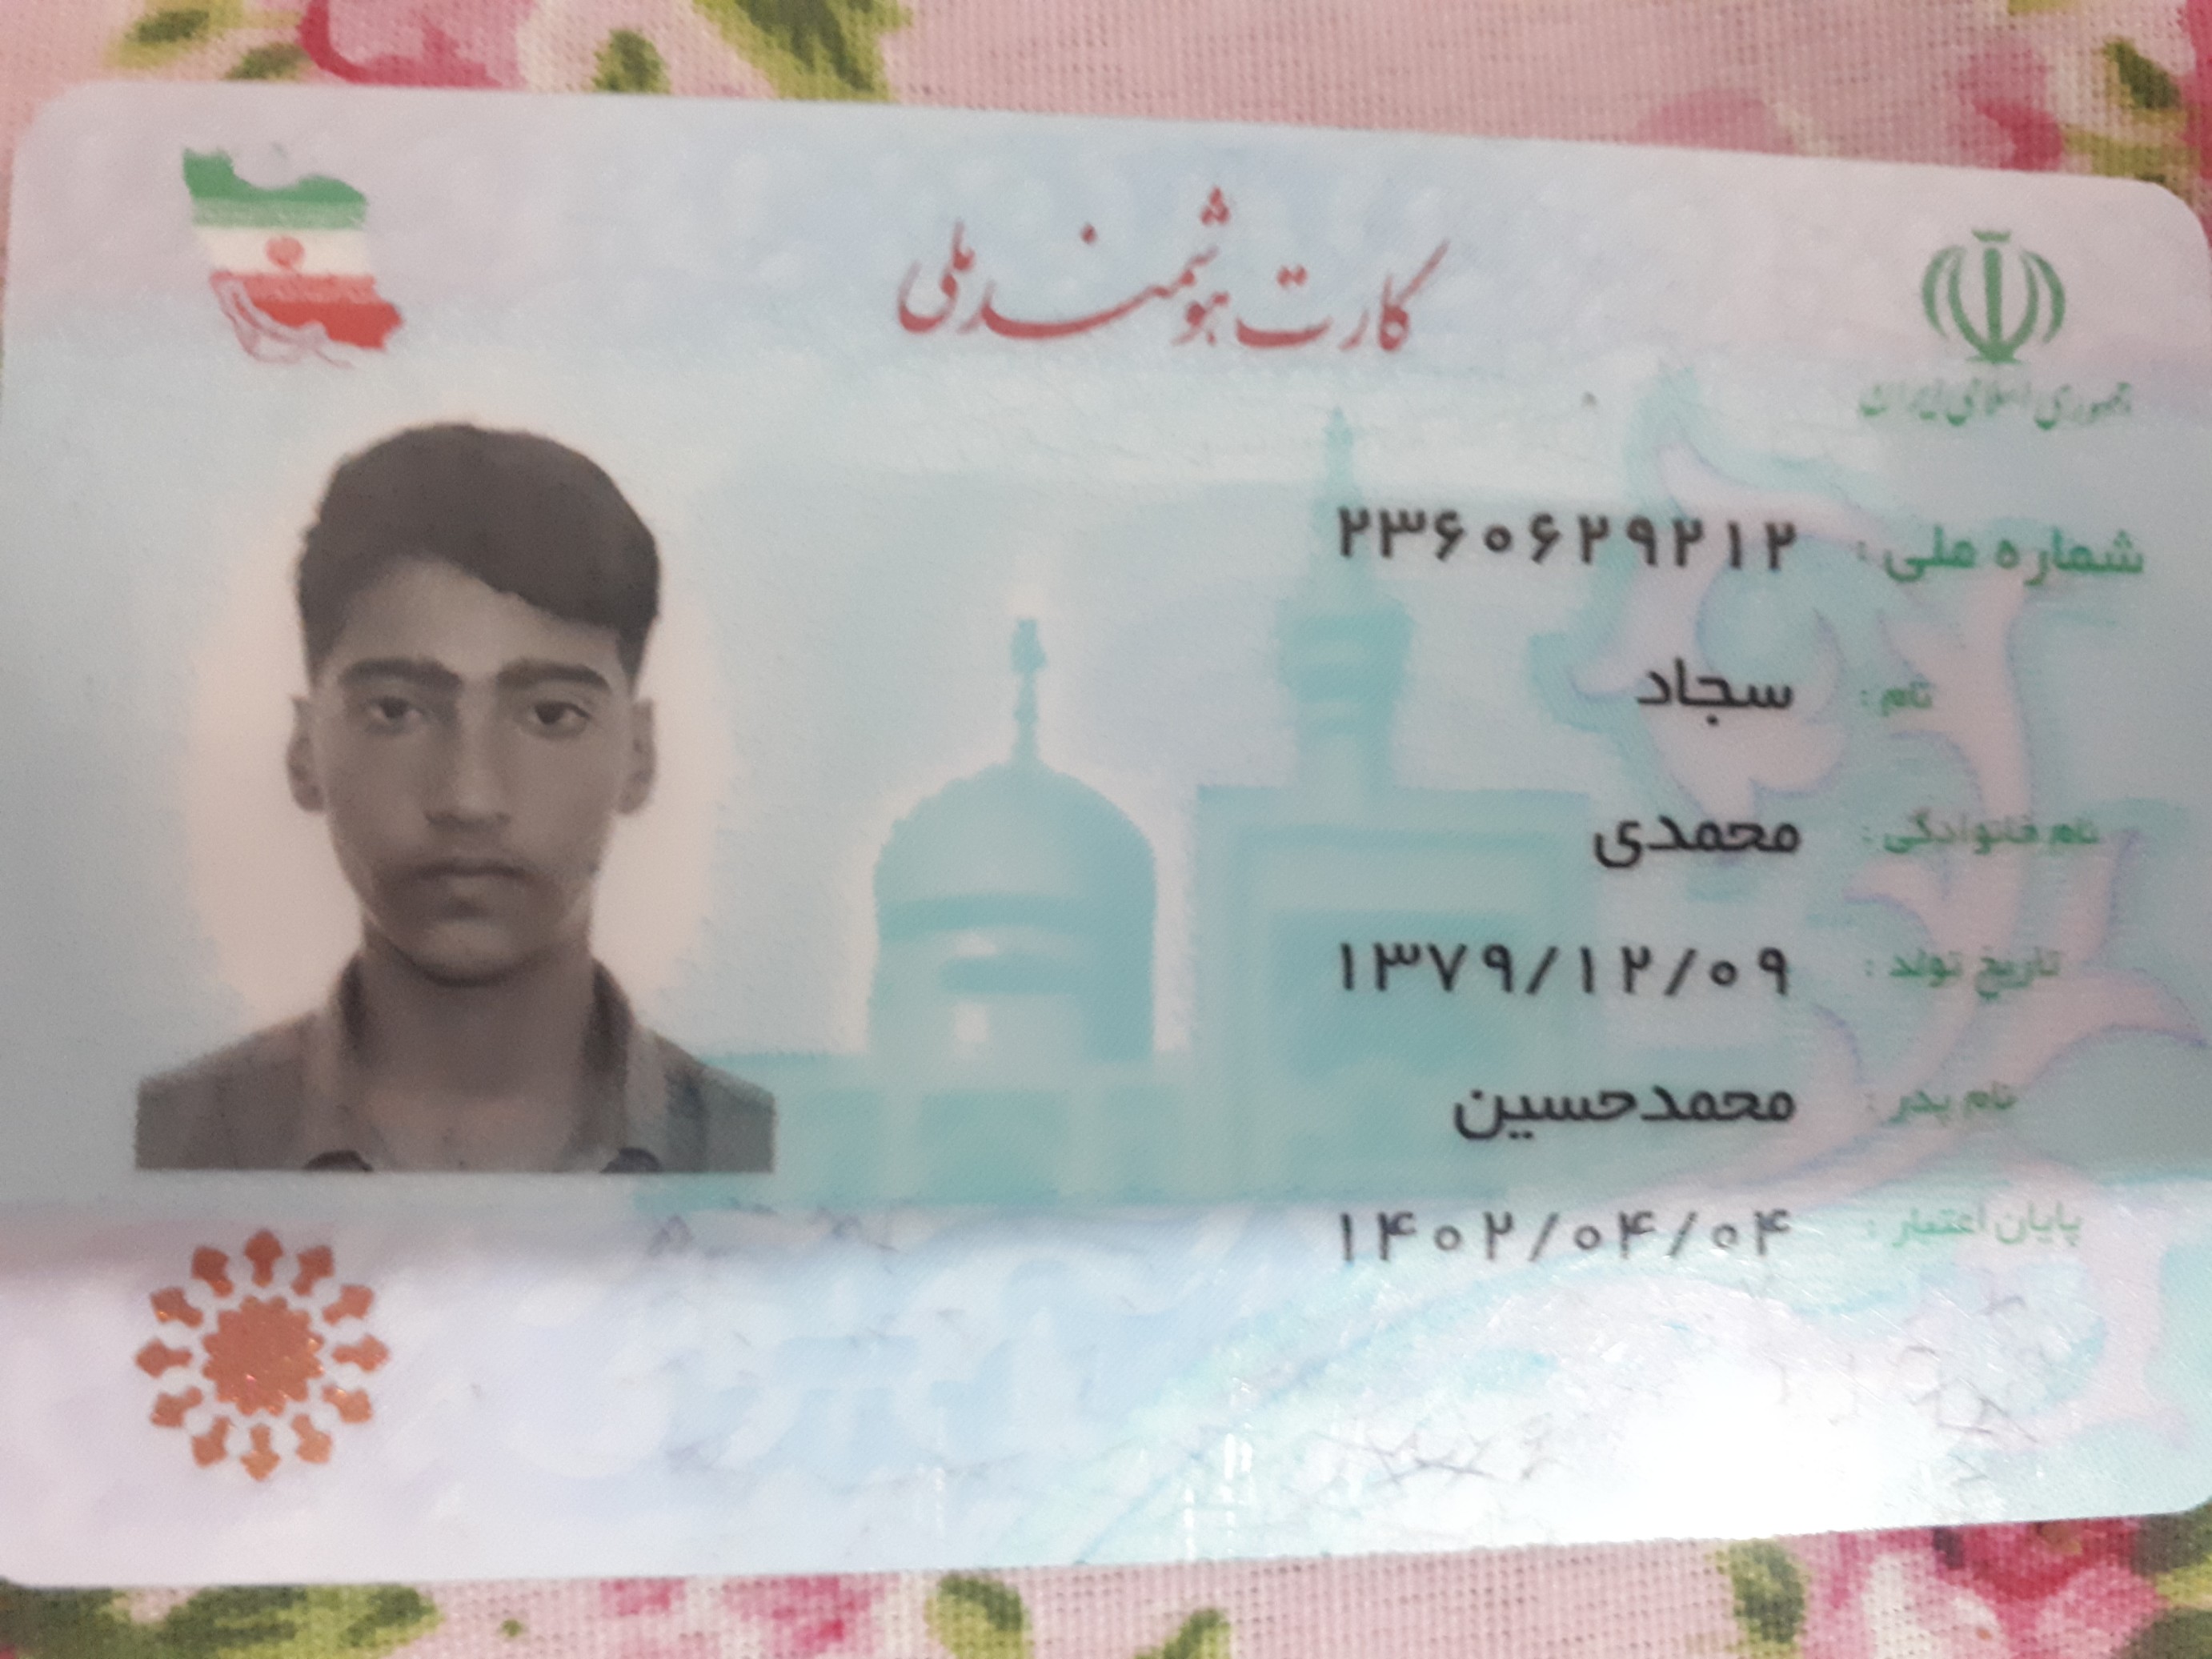 کارت هوشمند ملی
جمهوری اسلامی ایران
شماره ملی: ۲۳۶۰۶۲۹۲۱۲
نام: سجاد
نام خانوادگی: محمدی
تاریخ تولد: ۱۳۷۹/۱۲/۰۹
نام پدر: محمدحسین
پایان اعتبار: ۱۴۰۲/۰۴/۰۴